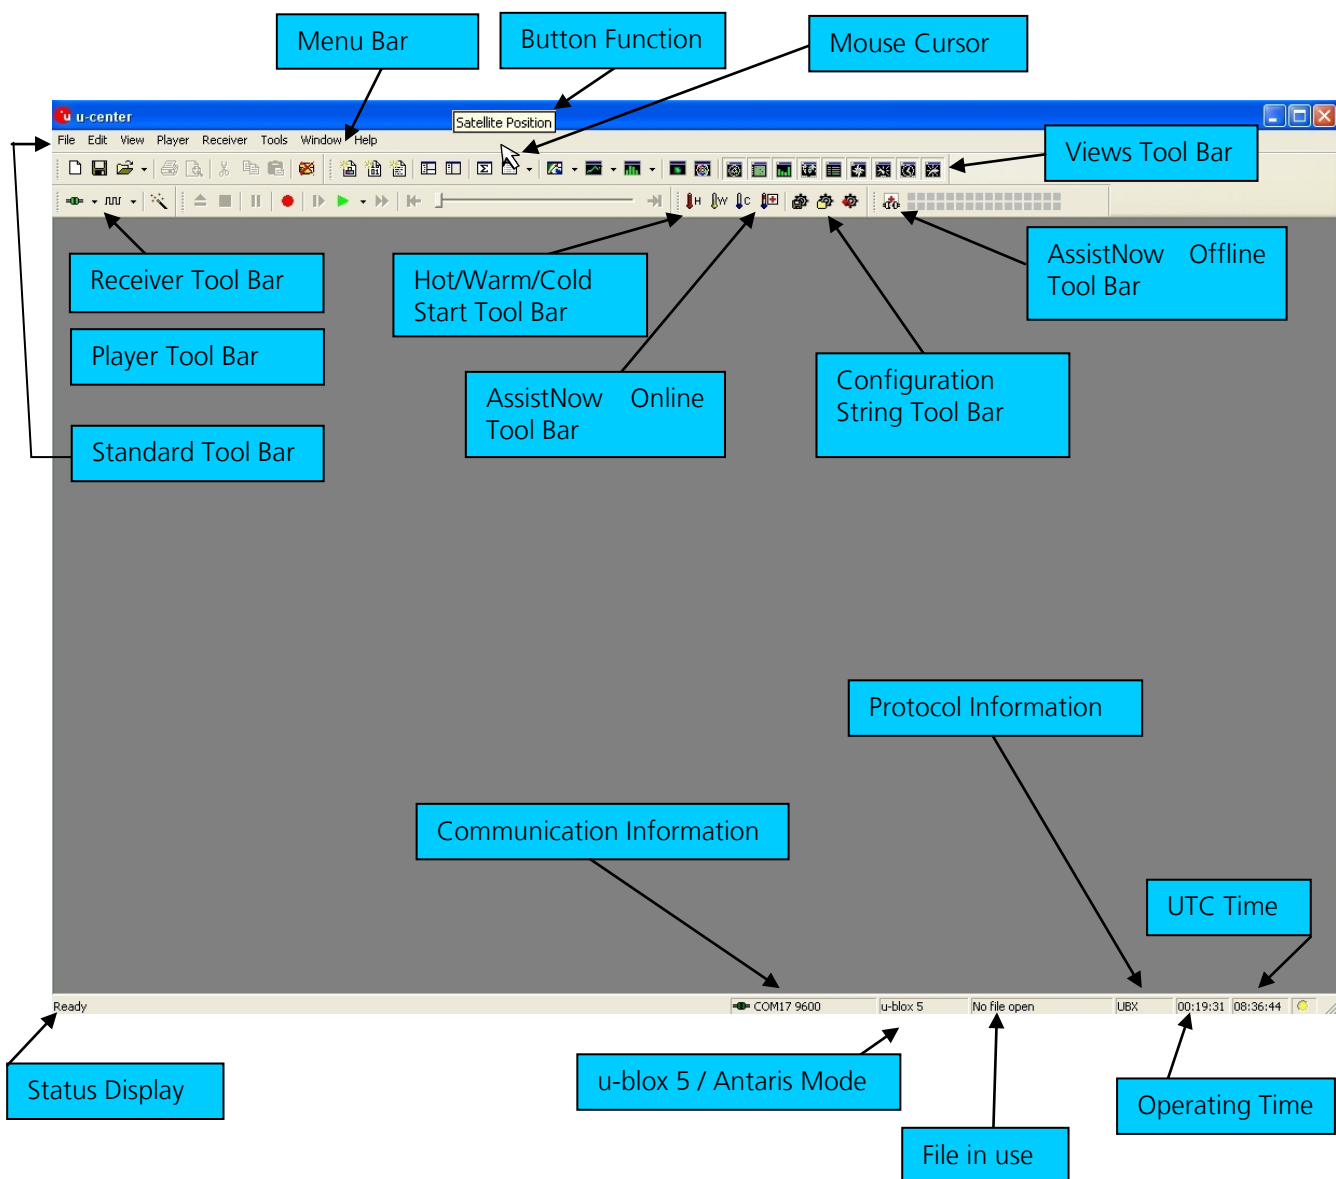 Menu Bar
Button Function
Mouse Cursor
u-center
Satellite Position
File Edit View Player Receiver Tools Window Help
Views Tool Bar
H W C
Receiver Tool Bar
Hot/Warm/Cold
Start Tool Bar
AssistNow Offline
Tool Bar
Player Tool Bar
AssistNow Online
Tool Bar
Configuration
String Tool Bar
Standard Tool Bar
Protocol Information
Communication Information
UTC Time
Ready
COM17 9600
u-blox 5
No file open
UBX
00:19:31
08:36:44
Status Display
u-blox 5 / Antaris Mode
Operating Time
File in use